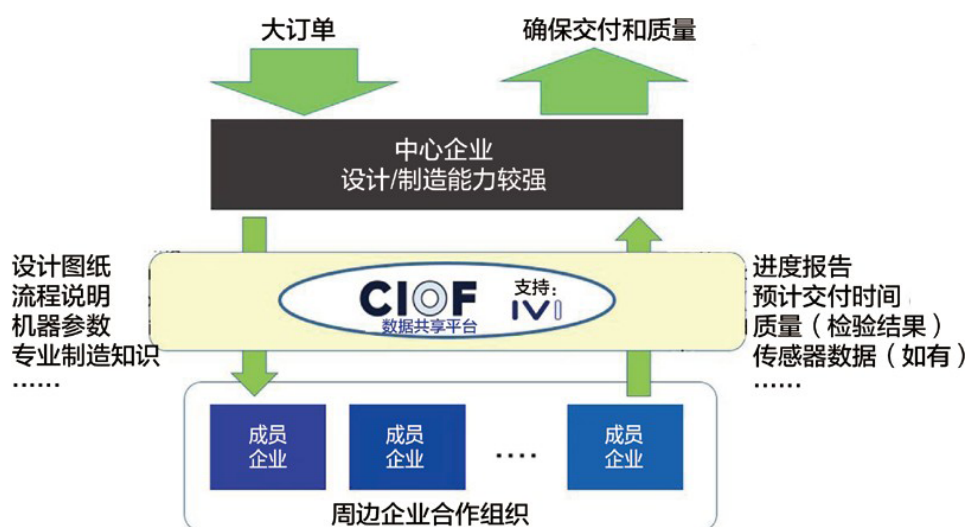 大订单
确保交付和质量
中心企业
设计/制造能力较强
设计图纸
流程说明
机器参数
专业制造知识
……
CIOF
数据共享平台
支持：
IVI
进度报告
预计交付时间
质量（检验结果）
传感器数据（如有）
……
成员
企业
成员
企业
....
成员
企业
周边企业合作组织